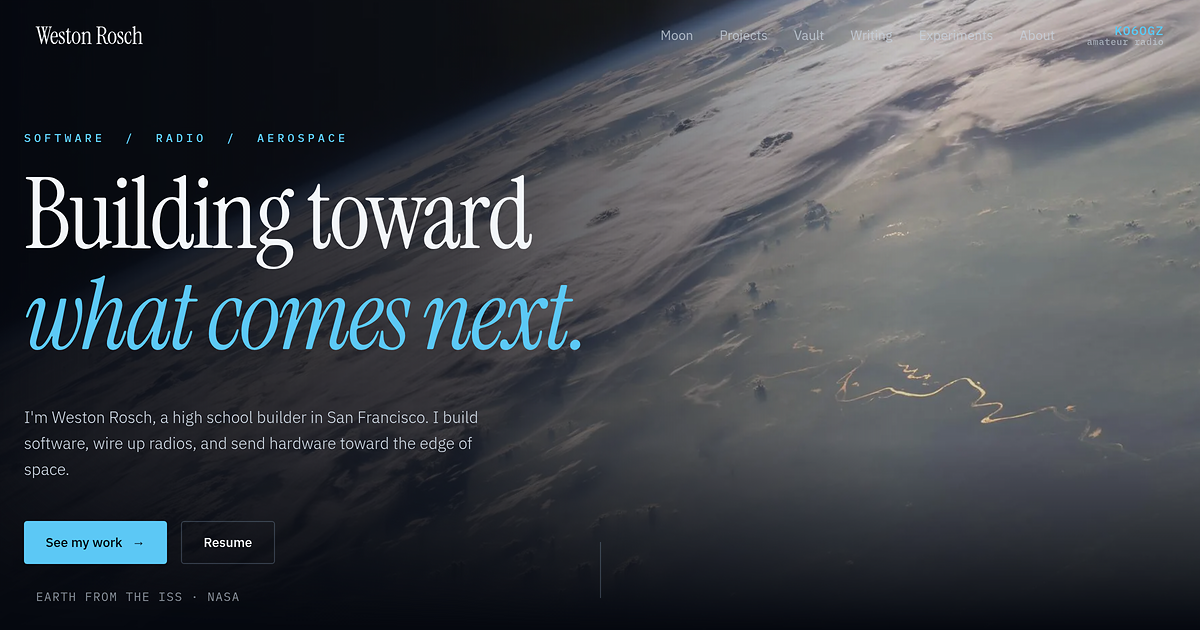 Weston Rosch
Moon Projects Vault Writing Experiments About
KO6OGZ
amateur radio
SOFTWARE / RADIO / AEROSPACE
Building toward
what comes next.
I'm Weston Rosch, a high school builder in San Francisco. I build
software, wire up radios, and send hardware toward the edge of
space.
See my work →
Resume
EARTH FROM THE ISS · NASA